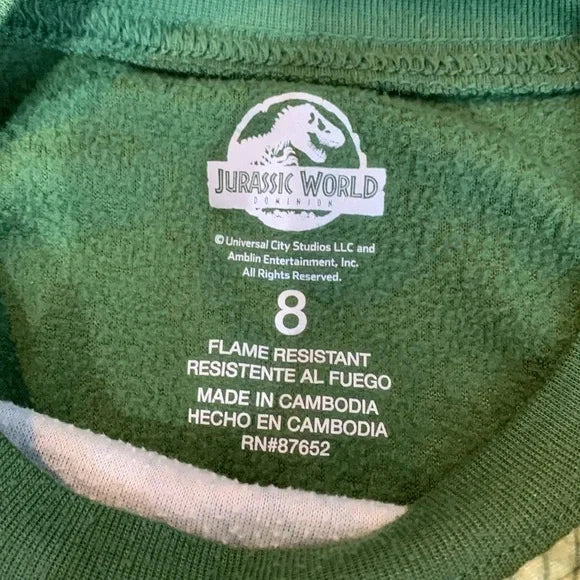 JURASSIC WORLD
DOMINION
© Universal City Studios LLC and
Amblin Entertainment, Inc.
All Rights Reserved.
8
FLAME RESISTANT
RESISTENTE AL FUEGO
MADE IN CAMBODIA
HECHO EN CAMBODIA
RN#87652